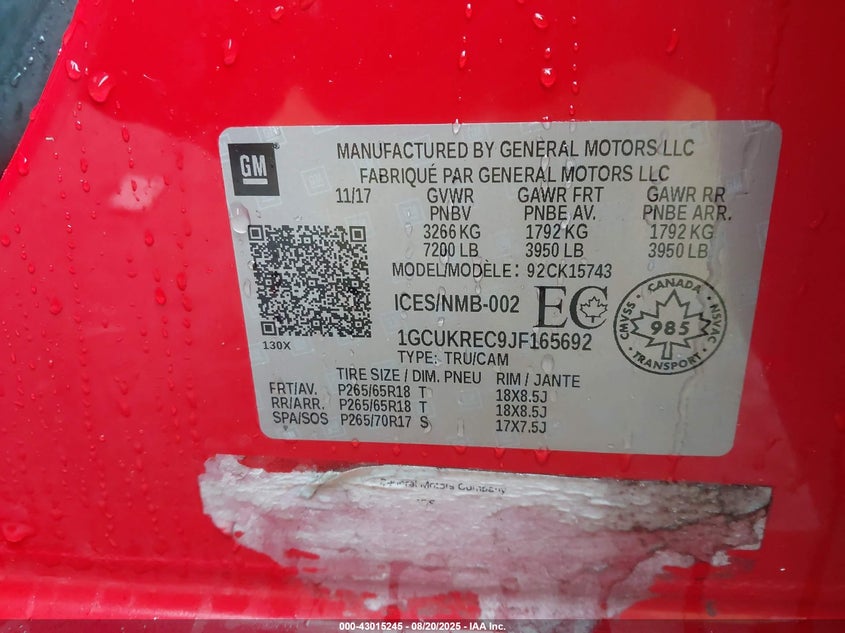 GM
MANUFACTURED BY GENERAL MOTORS LLC
FABRIQUÉ PAR GENERAL MOTORS LLC
11/17 GVWR GAWR FRT GAWR RR
PNBV PNBE AV. PNBE ARR.
3266 KG 1792 KG 1792 KG
7200 LB 3950 LB 3950 LB
MODEL/MODÈLE: 92CK15743
ICES/NMB-002 EC
CANADA
CMVSS 985 NSVAC
TRANSPORT
130X
1GCUKREC9JF165692
TYPE: TRU/CAM
TIRE SIZE / DIM. PNEU RIM / JANTE
FRT/AV. P265/65R18 T 18X8.5J
RR/ARR. P265/65R18 T 18X8.5J
SPA/SOS P265/70R17 S 17X7.5J
General Motors Company
000-43015245 - 08/20/2025 - IAA Inc.